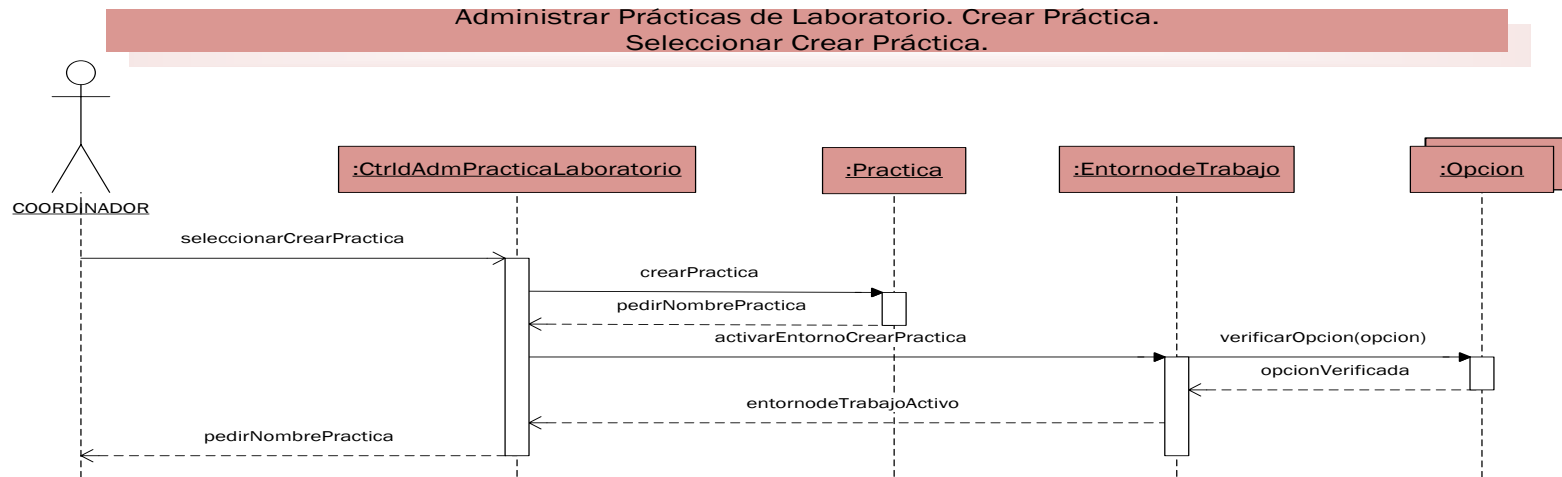 Administrar Prácticas de Laboratorio. Crear Práctica.
Seleccionar Crear Práctica.
:CtrldAdmPracticaLaboratorio
:Practica
:EntornodeTrabajo
:Opcion
COORDINADOR
seleccionarCrearPractica
crearPractica
pedirNombrePractica
activarEntornoCrearPractica
verificarOpcion(opcion)
opcionVerificada
entornodeTrabajoActivo
pedirNombrePractica